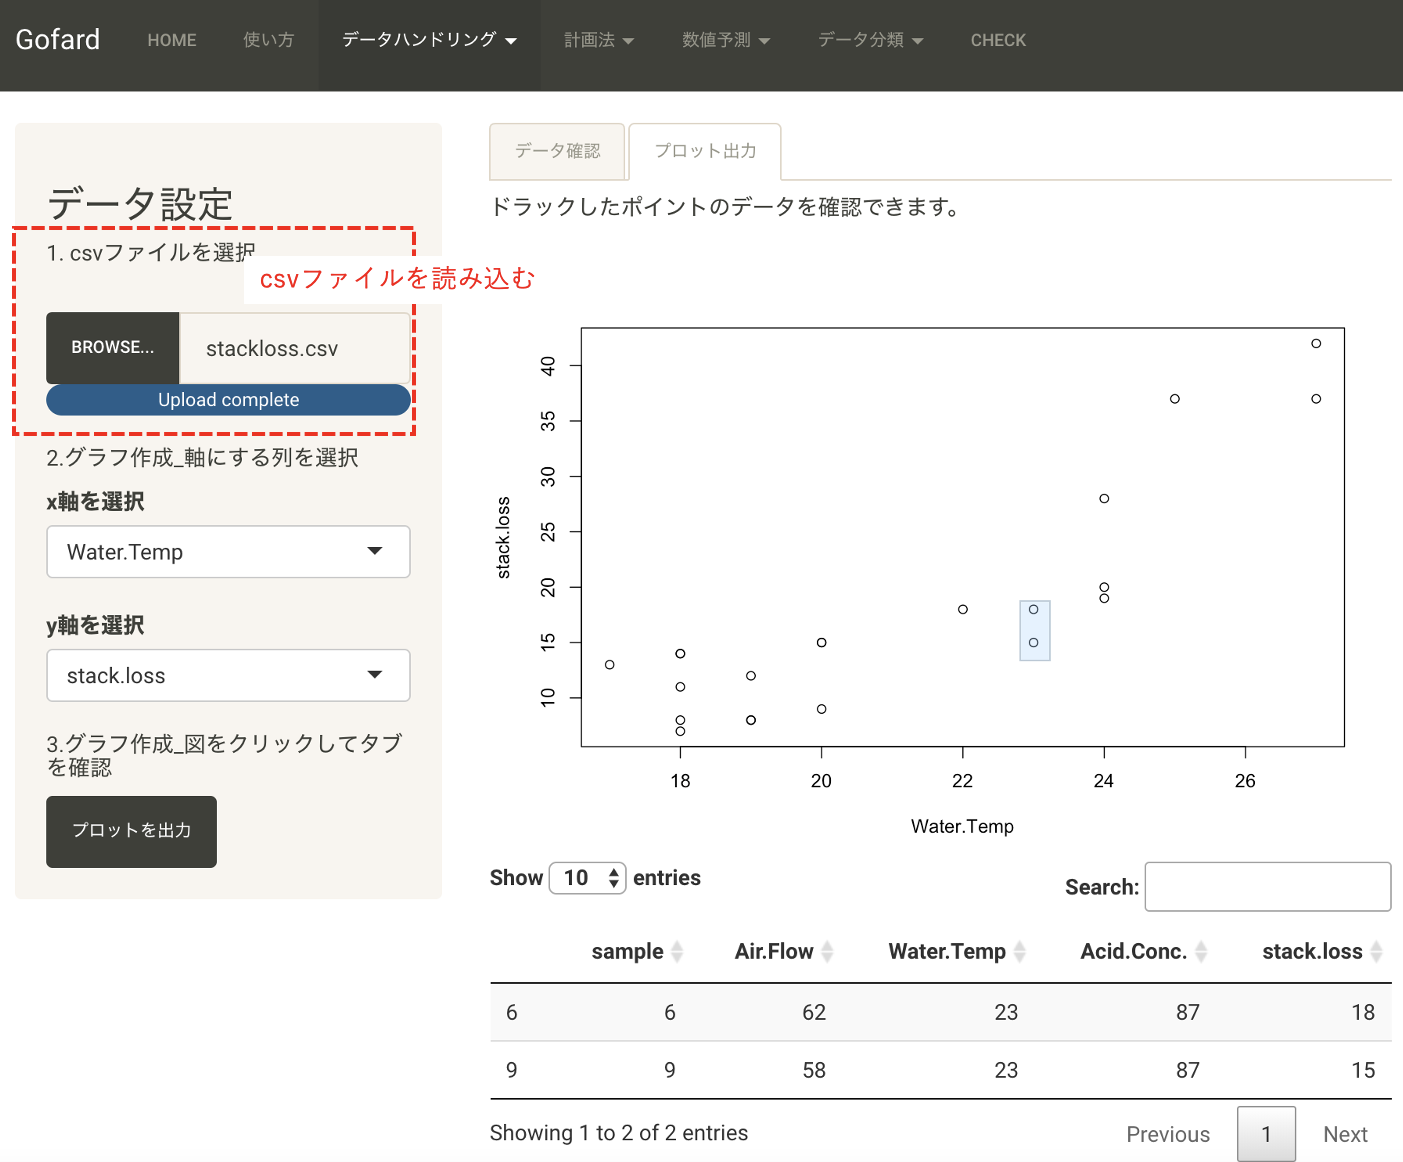 Gofard HOME 使い方 データハンドリング 計画法 数値予測 データ分類 CHECK
データ設定
1. csvファイルを選択
csvファイルを読み込む
BROWSE... stackloss.csv
Upload complete
2.グラフ作成_軸にする列を選択
x軸を選択
Water.Temp
y軸を選択
stack.loss
3.グラフ作成_図をクリックしてタブ
を確認
プロットを出力
データ確認 プロット出力
ドラックしたポイントのデータを確認できます。
stack.loss
40
35
30
25
20
15
10
18 20 22 24 26
Water.Temp
Show 10 entries
Search:
sample Air.Flow Water.Temp Acid.Conc. stack.loss
6 6 62 23 87 18
9 9 58 23 87 15
Showing 1 to 2 of 2 entries
Previous 1 Next